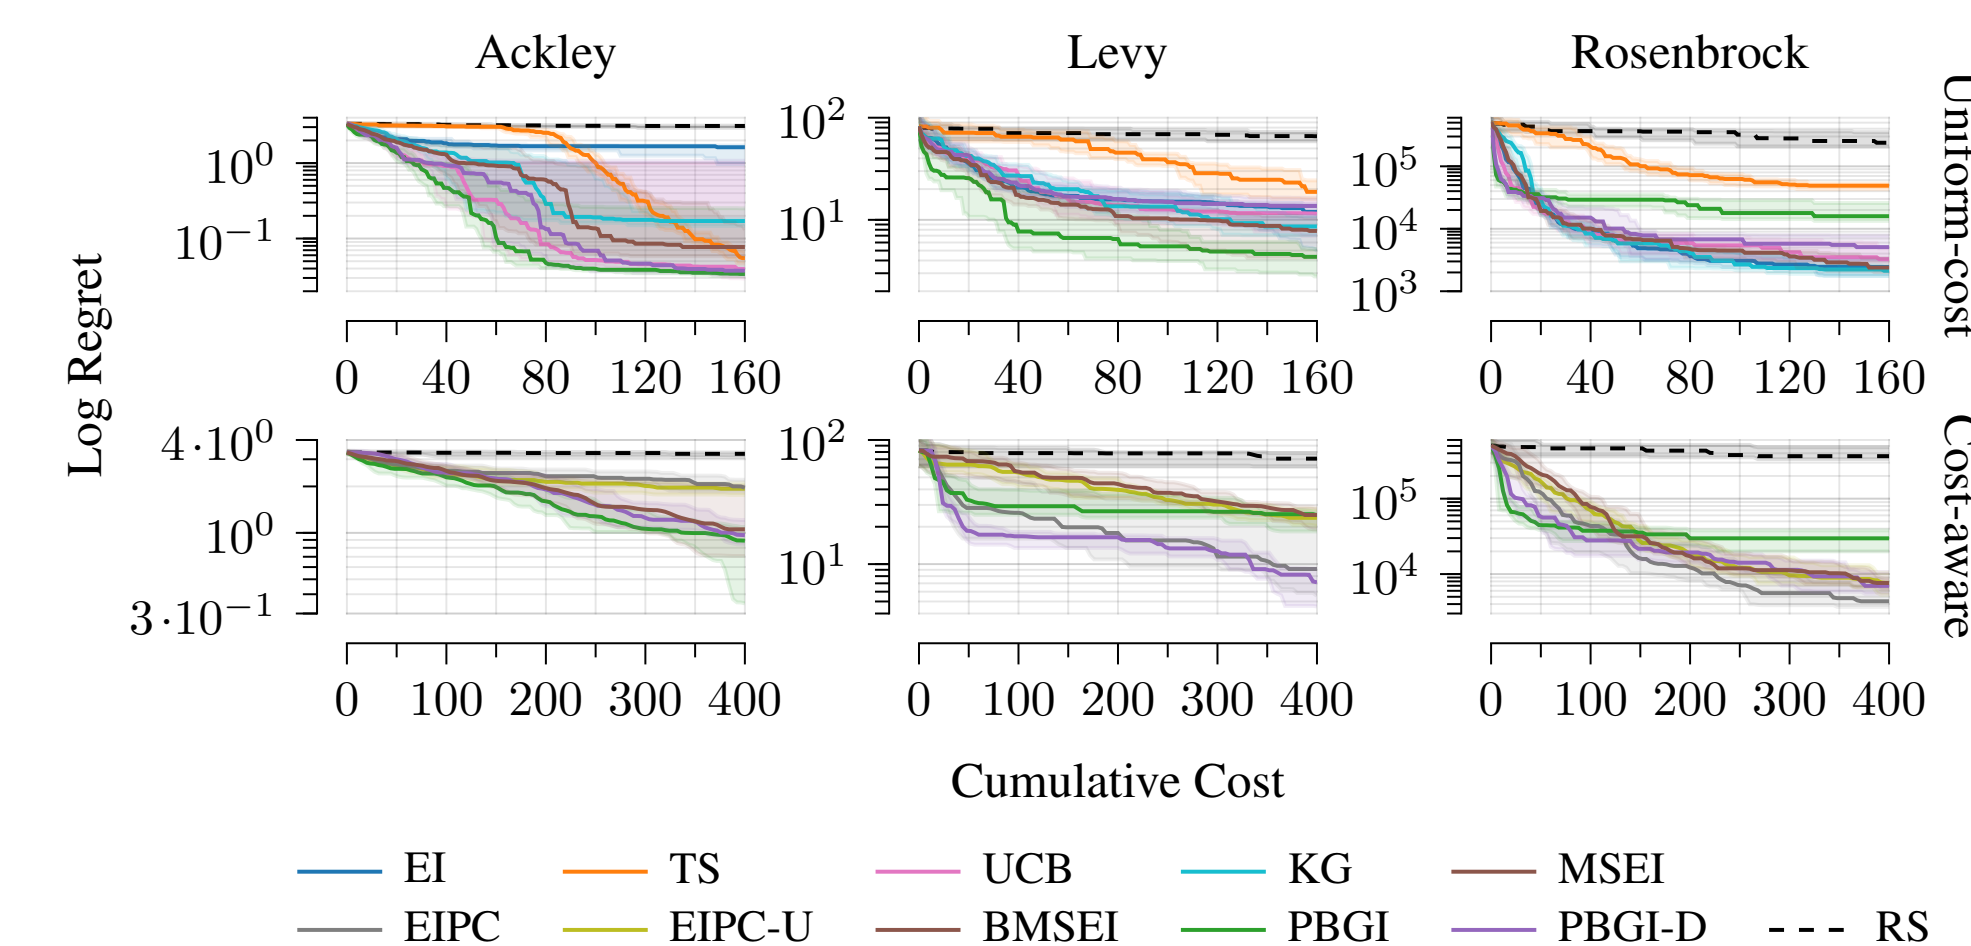 Ackley Levy Rosenbrock
Log Regret
Uniform-cost
Cost-aware
10^0
10^−1
0 40 80 120 160
10^2
10^1
0 40 80 120 160
10^5
10^4
10^3
0 40 80 120 160
4·10^0
10^0
3·10^−1
0 100 200 300 400
10^2
10^1
0 100 200 300 400
10^5
10^4
0 100 200 300 400
Cumulative Cost
EI TS UCB KG MSEI
EIPC EIPC-U BMSEI PBGI PBGI-D RS